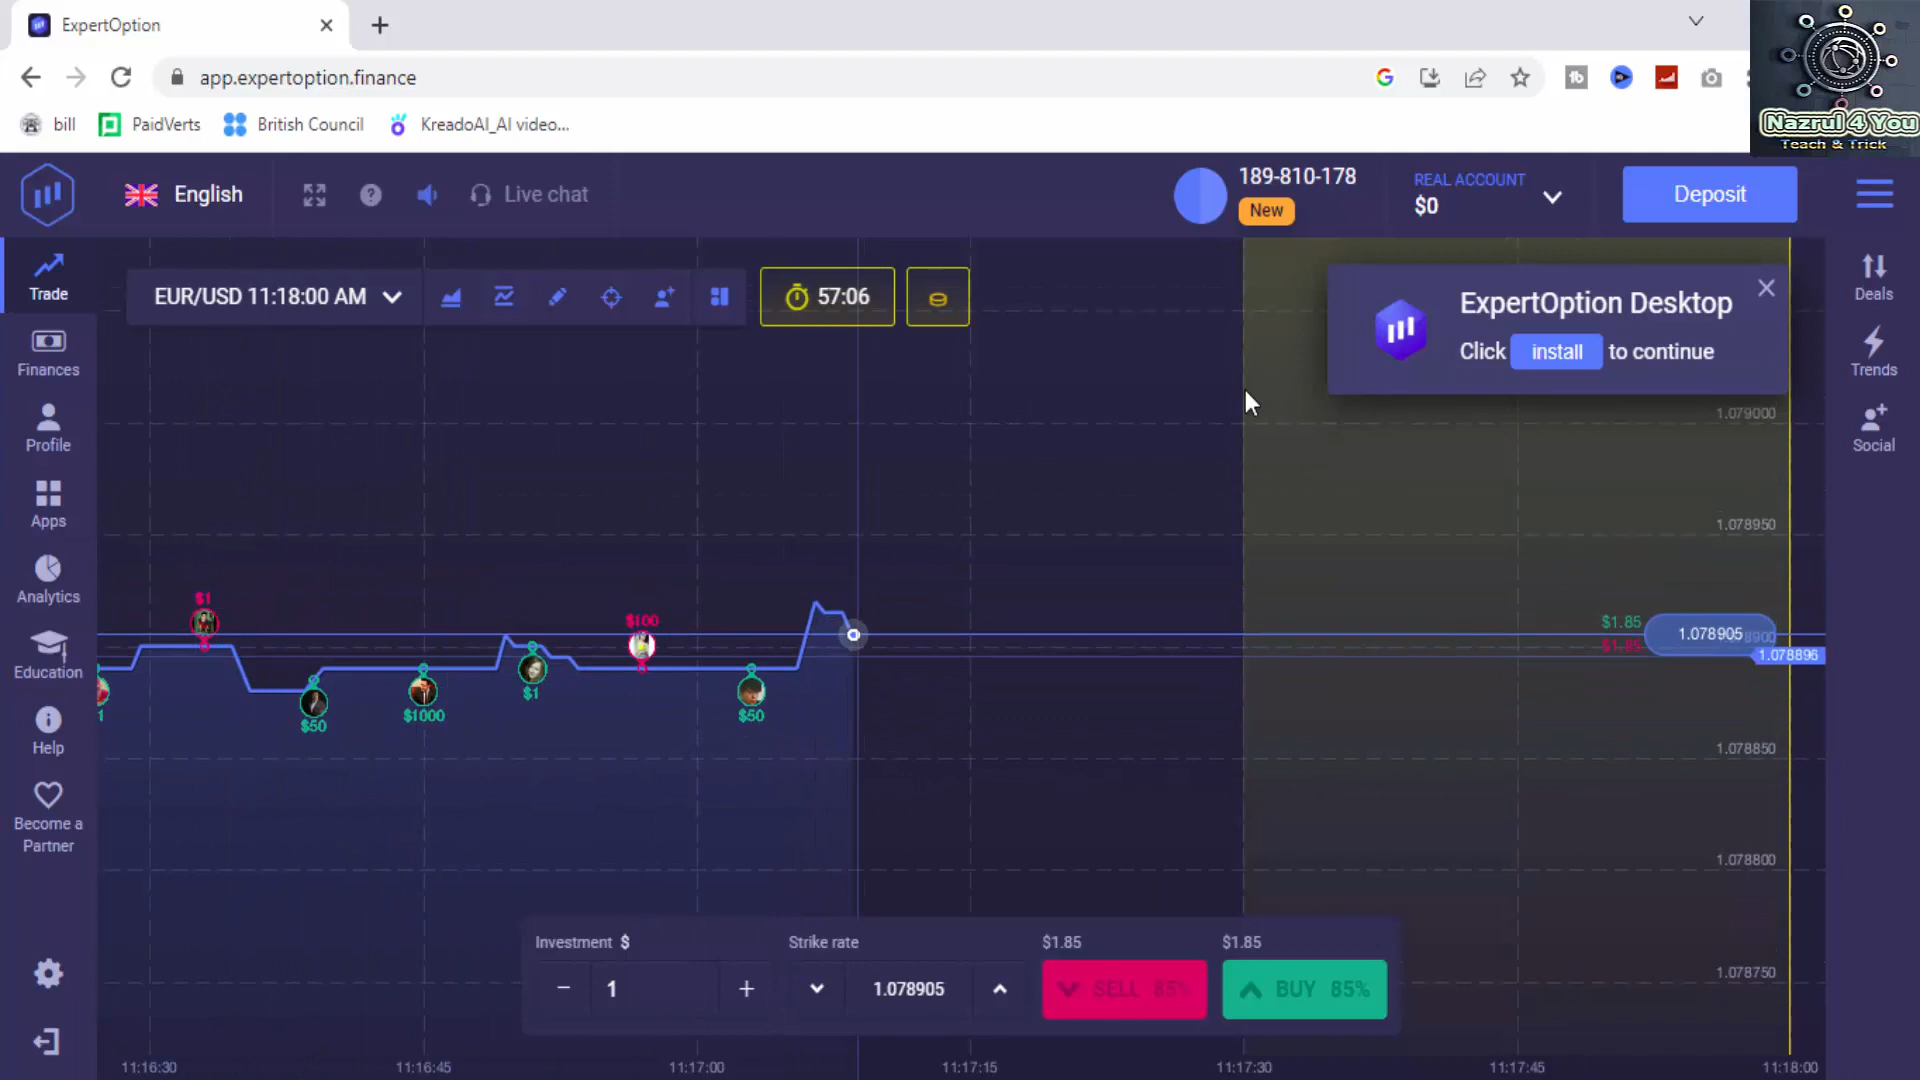 ExpertOption
app.expertoption.finance
bill
PaidVerts
British Council
KreadoAI_AI video...
Nazrul 4 You
Teach & Trick
English
Live chat
189-810-178
New
REAL ACCOUNT
$0
Deposit
Trade
Finances
Profile
Apps
Analytics
Education
Help
Become a
Partner
EUR/USD 11:18:00 AM
57:06
ExpertOption Desktop
Click install to continue
Deals
Trends
Social
1.079000
1.078950
$1.85
1.078905
$1.85
1.078896
1.078850
1.078800
1.078750
$1
$50
$1000
$1
$100
$50
1
Investment $
1
Strike rate
1.078905
$1.85
SELL 85%
$1.85
BUY 85%
11:16:30
11:16:45
11:17:00
11:17:15
11:17:30
11:17:45
11:18:00